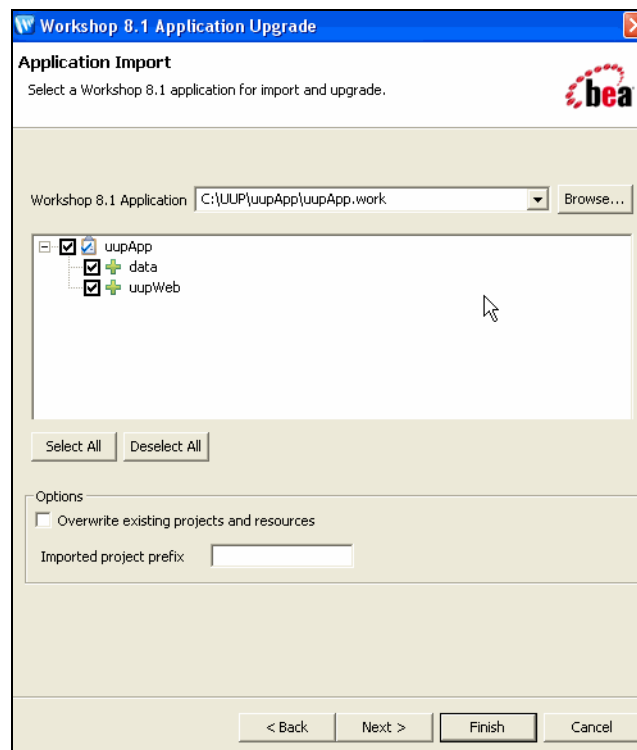 Workshop 8.1 Application Upgrade
Application Import
Select a Workshop 8.1 application for import and upgrade.
bea
Workshop 8.1 Application C:\UUP\uupApp\uupApp.work Browse...
uupApp
data
uupWeb
Select All Deselect All
Options
Overwrite existing projects and resources
Imported project prefix
< Back Next > Finish Cancel